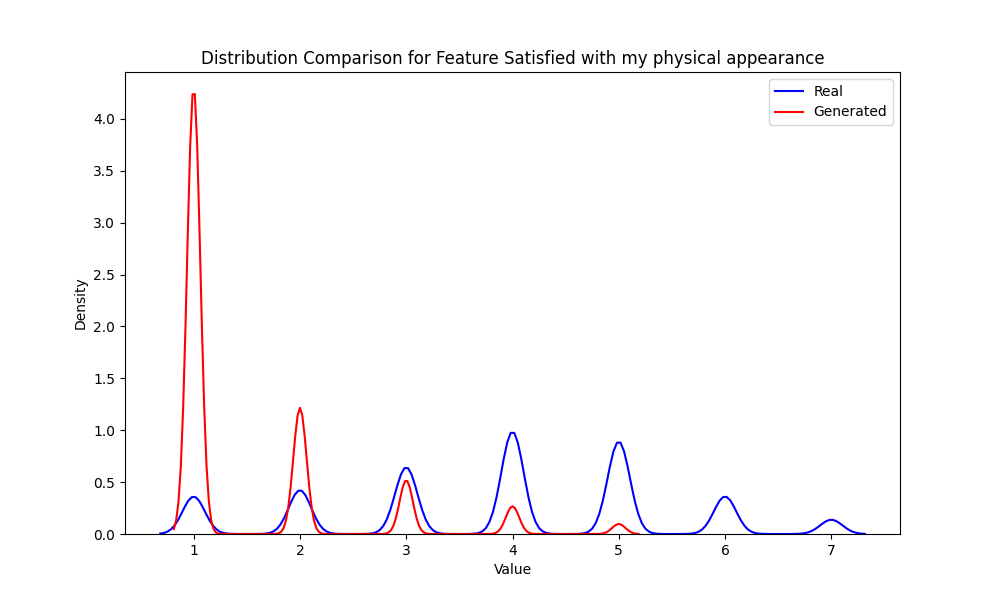 Distribution Comparison for Feature Satisfied with my physical appearance
Real
Generated
4.0
3.5
3.0
2.5
2.0
1.5
1.0
0.5
0.0
Density
1 2 3 4 5 6 7
Value